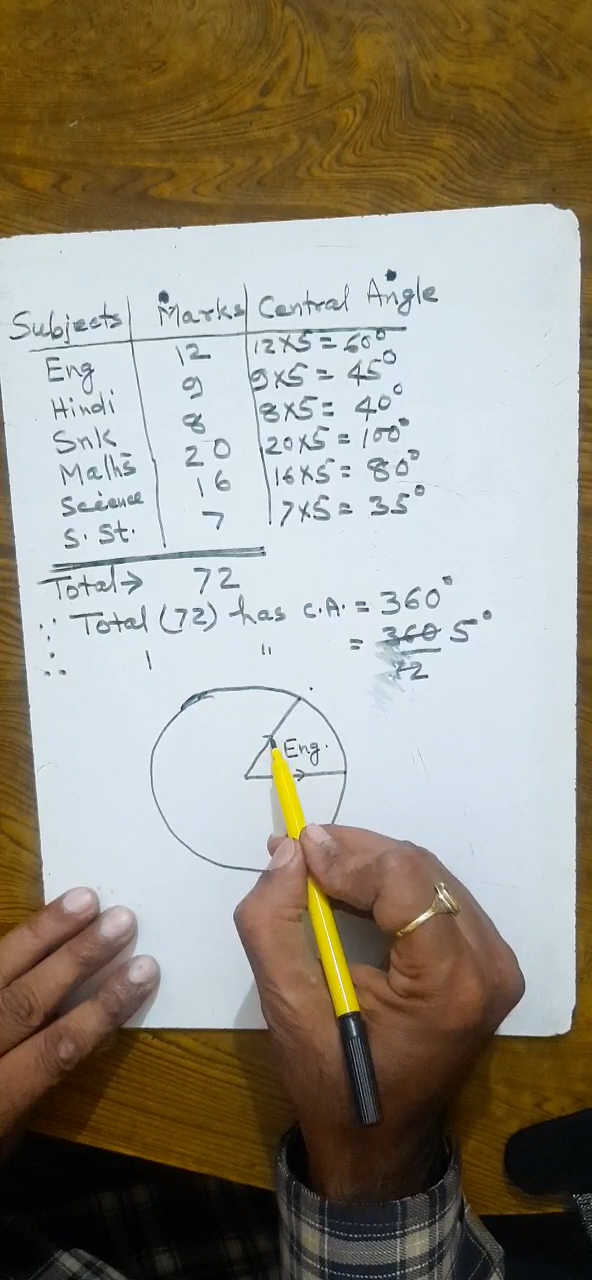 Subjects Marks Central Angle
Eng 12 12×5 = 60°
Hindi 9 9×5 = 45°
Snk 8 8×5 = 40°
Maths 20 20×5 = 100°
Science 16 16×5 = 80°
S.St. 7 7×5 = 35°
Total → 72
∵ Total (72) has C.A. = 360°
∴ 1 " = 360/72 5°
Eng.